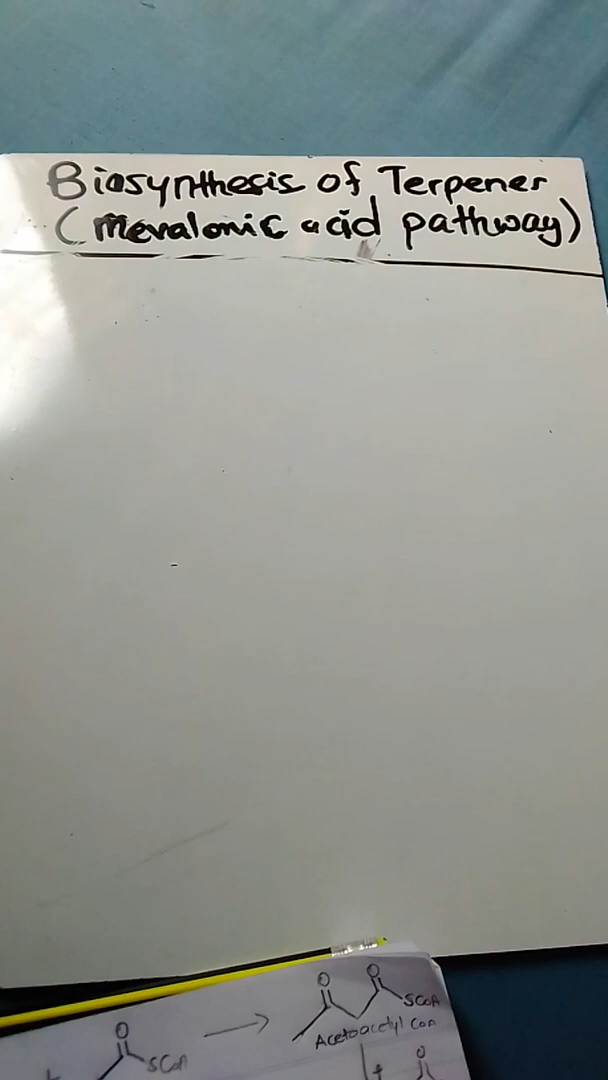 Biosynthesis of Terpenes
(Mevalonic acid pathway)
O O
SCoA
Acetoacetyl CoA
O
SCoA
+ O